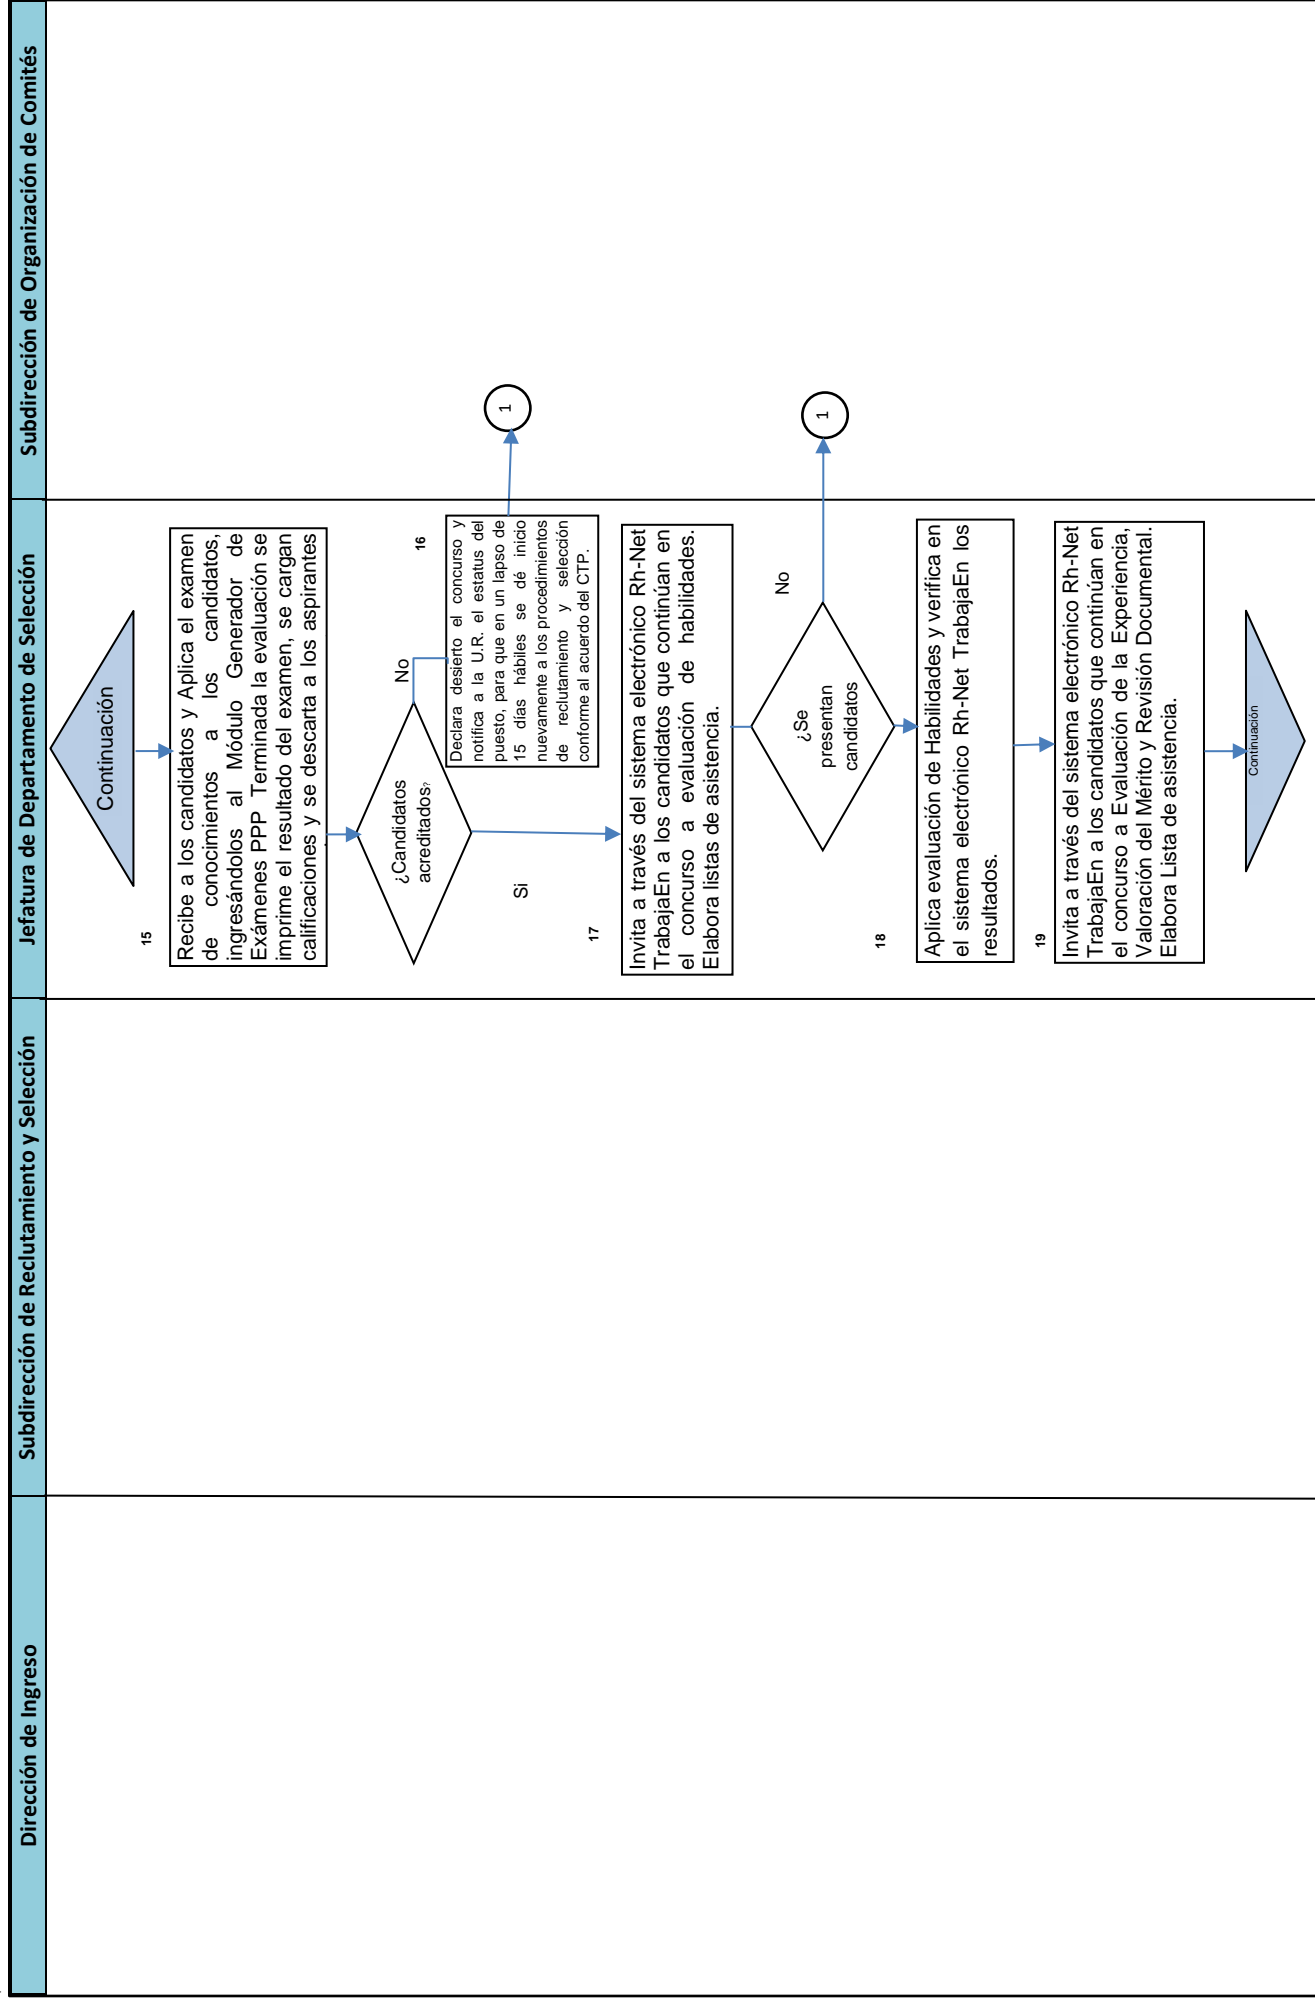 Dirección de Ingreso
Subdirección de Reclutamiento y Selección
Jefatura de Departamento de Selección
Subdirección de Organización de Comités
Continuación
15
Recibe a los candidatos y Aplica el examen
de conocimientos a los candidatos,
ingresándolos al Módulo Generador de
Exámenes PPP Terminada la evaluación se
imprime el resultado del examen, se cargan
calificaciones y se descarta a los aspirantes
¿Candidatos
acreditados?
No
Si
16
Declara desierto el concurso y
notifica a la U.R. el estatus del
puesto, para que en un lapso de
15 días hábiles se dé inicio
nuevamente a los procedimientos
de reclutamiento y selección
conforme al acuerdo del CTP.
1
17
Invita a través del sistema electrónico Rh-Net
TrabajaEn a los candidatos que continúan en
el concurso a evaluación de habilidades.
Elabora listas de asistencia.
¿Se
presentan
candidatos
No
1
18
Aplica evaluación de Habilidades y verifica en
el sistema electrónico Rh-Net TrabajaEn los
resultados.
19
Invita a través del sistema electrónico Rh-Net
TrabajaEn a los candidatos que continúan en
el concurso a Evaluación de la Experiencia,
Valoración del Mérito y Revisión Documental.
Elabora Lista de asistencia.
Continuación